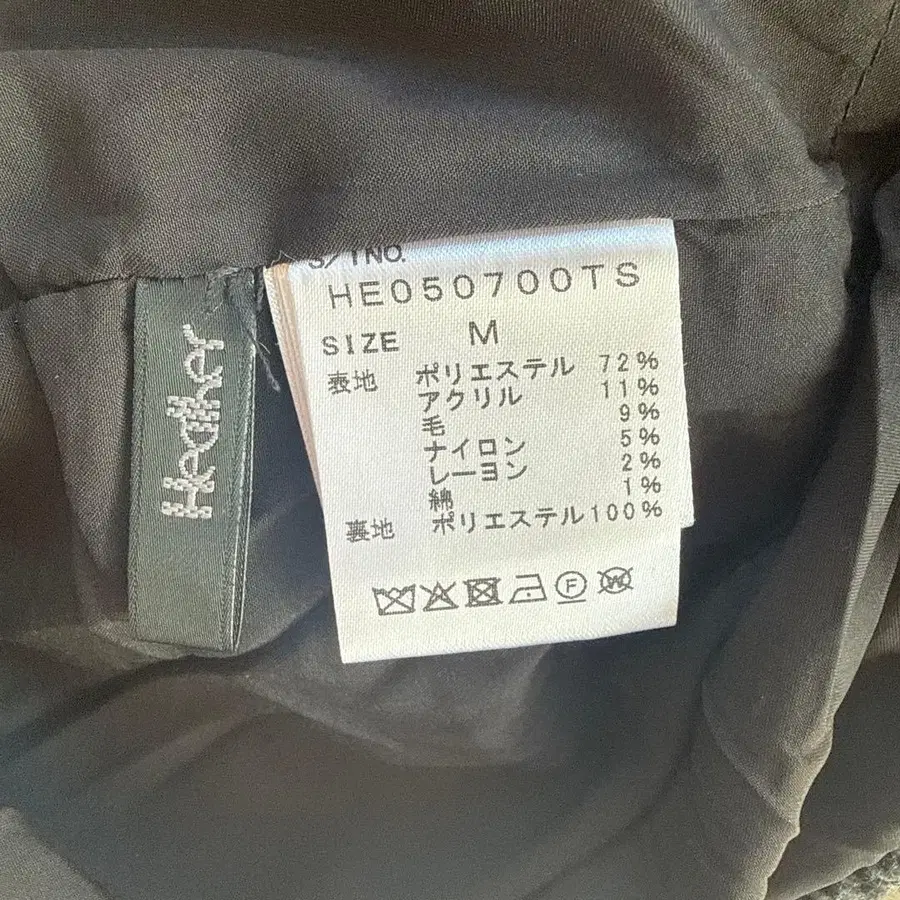 Heather
S/TNO.
HE050700TS
SIZE M
表地 ポリエステル 72%
アクリル 11%
毛 9%
ナイロン 5%
レーヨン 2%
綿 1%
裏地 ポリエステル100%
F W